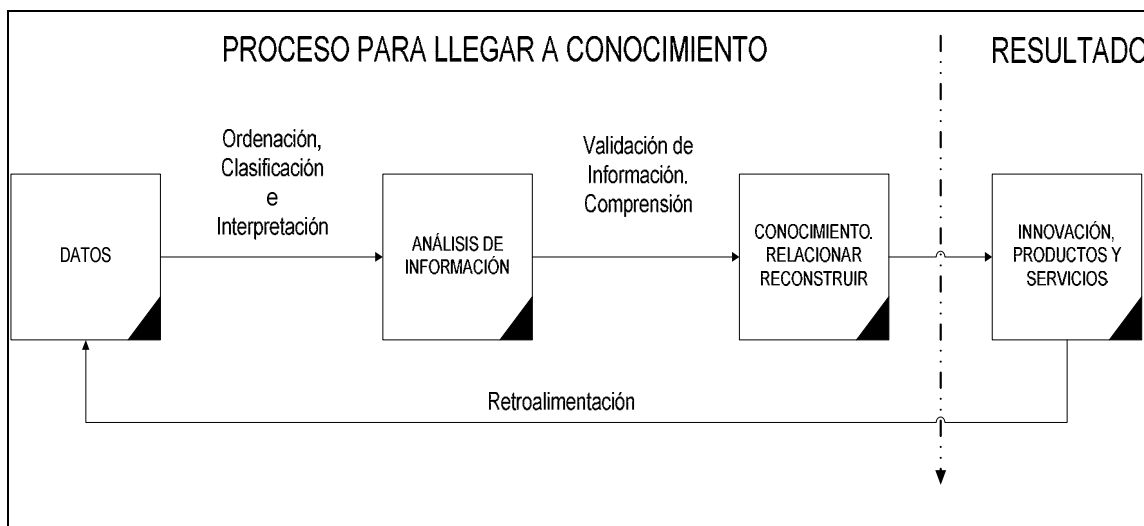 PROCESO PARA LLEGAR A CONOCIMIENTO
RESULTADO
Ordenación,
Clasificación
e
Interpretación
Validación de
Información.
Comprensión
DATOS
ANÁLISIS DE
INFORMACIÓN
CONOCIMIENTO.
RELACIONAR
RECONSTRUIR
INNOVACIÓN,
PRODUCTOS Y
SERVICIOS
Retroalimentación